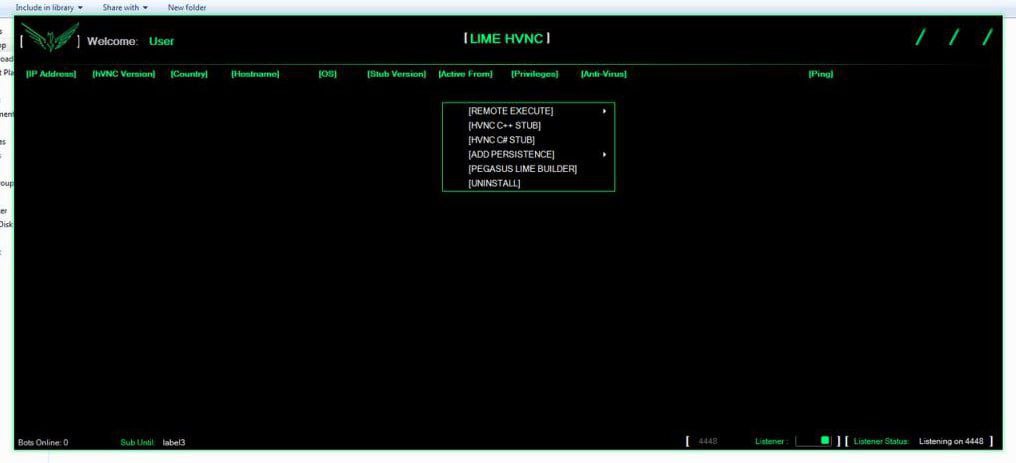 Include in library Share with New folder
[ ] Welcome: User
[LIME HVNC]
[IP Address] [hVNC Version] [Country] [Hostname] [OS] [Stub Version] [Active From] [Privileges] [Anti-Virus] [Ping]
[REMOTE EXECUTE]
[HVNC C++ STUB]
[HVNC C# STUB]
[ADD PERSISTENCE]
[PEGASUS LIME BUILDER]
[UNINSTALL]
Bots Online: 0 Sub Until: label3 [ 4448 Listener: [ ] ] [ Listener Status: Listening on 4448 ]